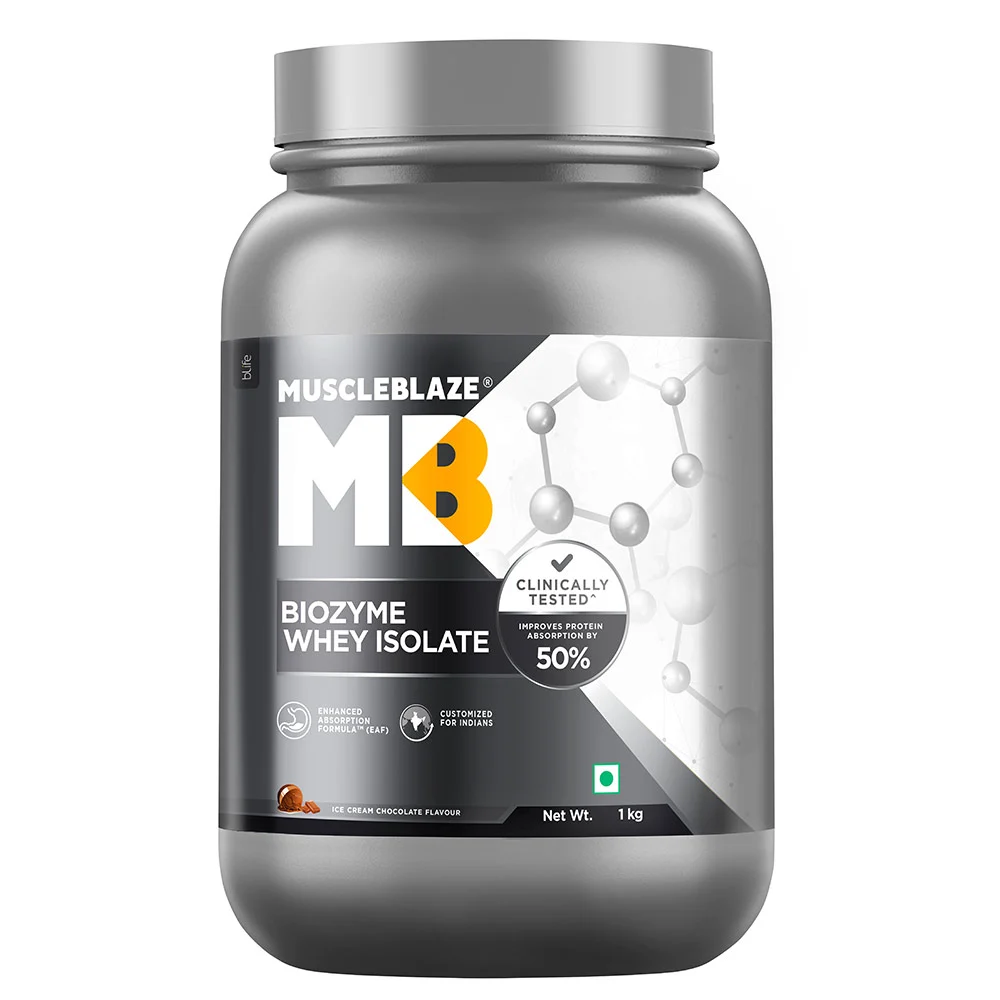 bLife
MUSCLEBLAZE®
MB
BIOZYME
WHEY ISOLATE
CLINICALLY
TESTED^
IMPROVES PROTEIN
ABSORPTION BY
50%
ENHANCED
ABSORPTION
FORMULA™ (EAF)
CUSTOMIZED
FOR INDIANS
ICE CREAM CHOCOLATE FLAVOUR
Net Wt. 1 kg